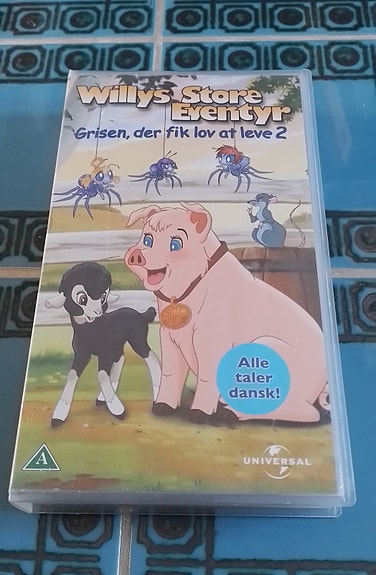 Willys Store
Eventyr
Grisen, der fik lov at leve 2
Alle
taler
dansk!
A
UNIVERSAL